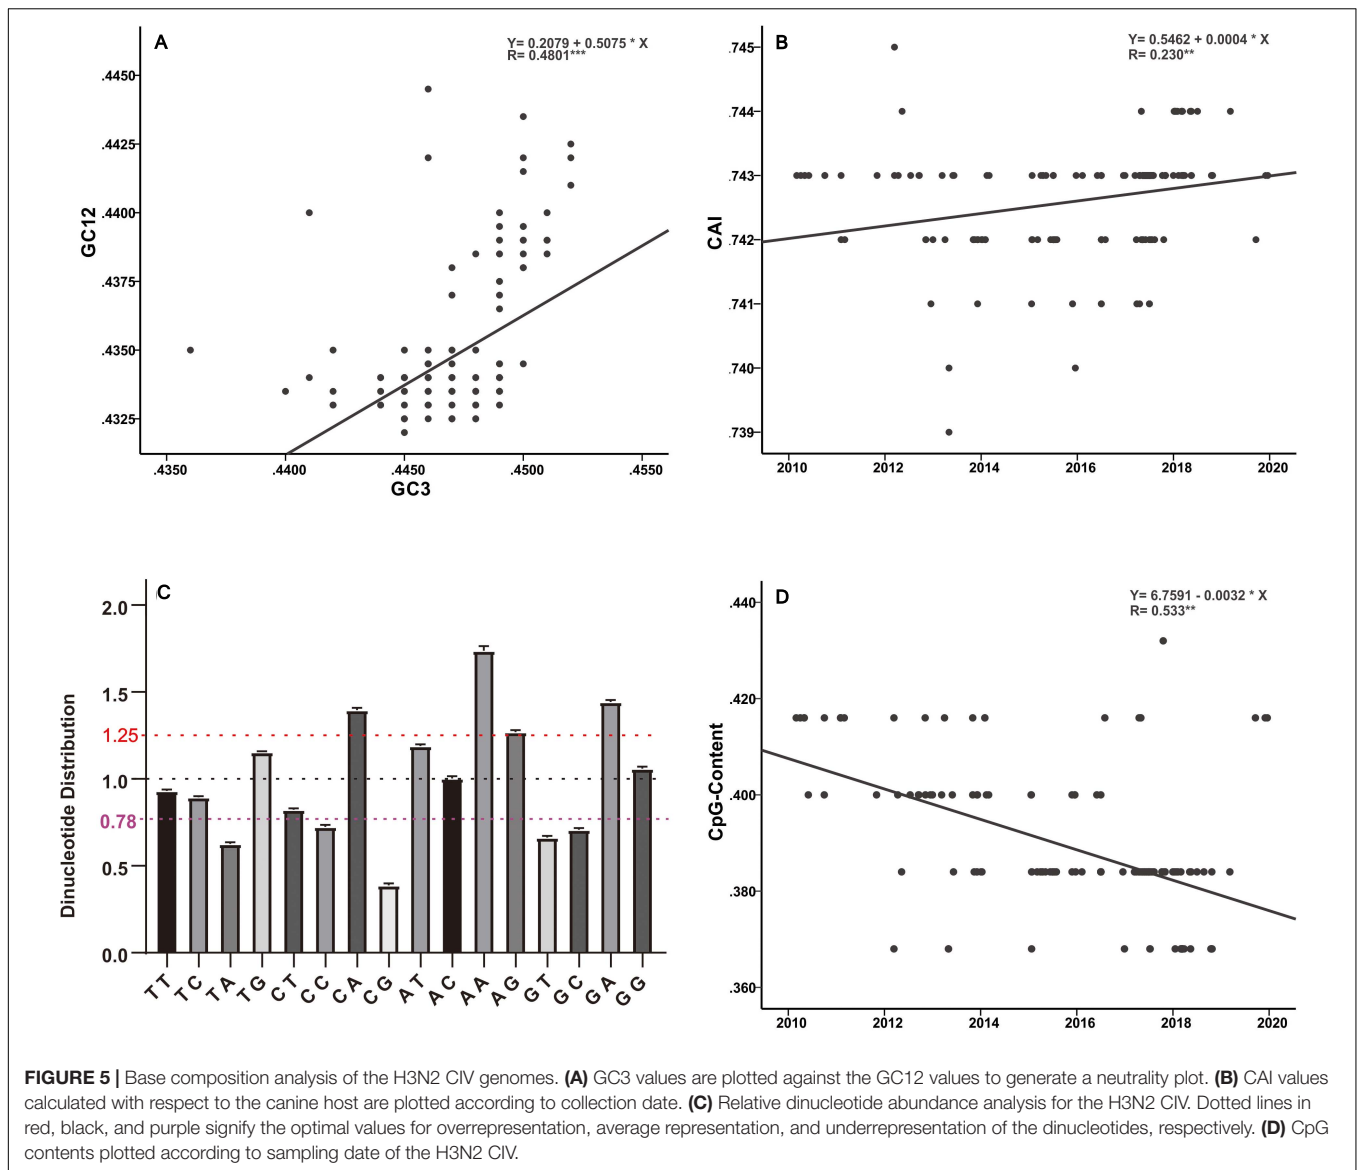 A
Y= 0.2079 + 0.5075 * X
R= 0.4801***
.4450
.4425
.4400
.4375
.4350
.4325
GC12
.4350 .4400 .4450 .4500 .4550
GC3
B
Y= 0.5462 + 0.0004 * X
R= 0.230**
.745
.744
.743
.742
.741
.740
.739
CAI
2010 2012 2014 2016 2018 2020
C
2.0
1.5
1.25
1.0
0.78
0.5
0.0
Dinucleotide Distribution
TT TC TA TG CT CC CA CG AT AC AA AG GT GC GA GG
D
Y= 6.7591 - 0.0032 * X
R= 0.533**
.440
.420
.400
.380
.360
CpG-Content
2010 2012 2014 2016 2018 2020
FIGURE 5 | Base composition analysis of the H3N2 CIV genomes. (A) GC3 values are plotted against the GC12 values to generate a neutrality plot. (B) CAI values
calculated with respect to the canine host are plotted according to collection date. (C) Relative dinucleotide abundance analysis for the H3N2 CIV. Dotted lines in
red, black, and purple signify the optimal values for overrepresentation, average representation, and underrepresentation of the dinucleotides, respectively. (D) CpG
contents plotted according to sampling date of the H3N2 CIV.